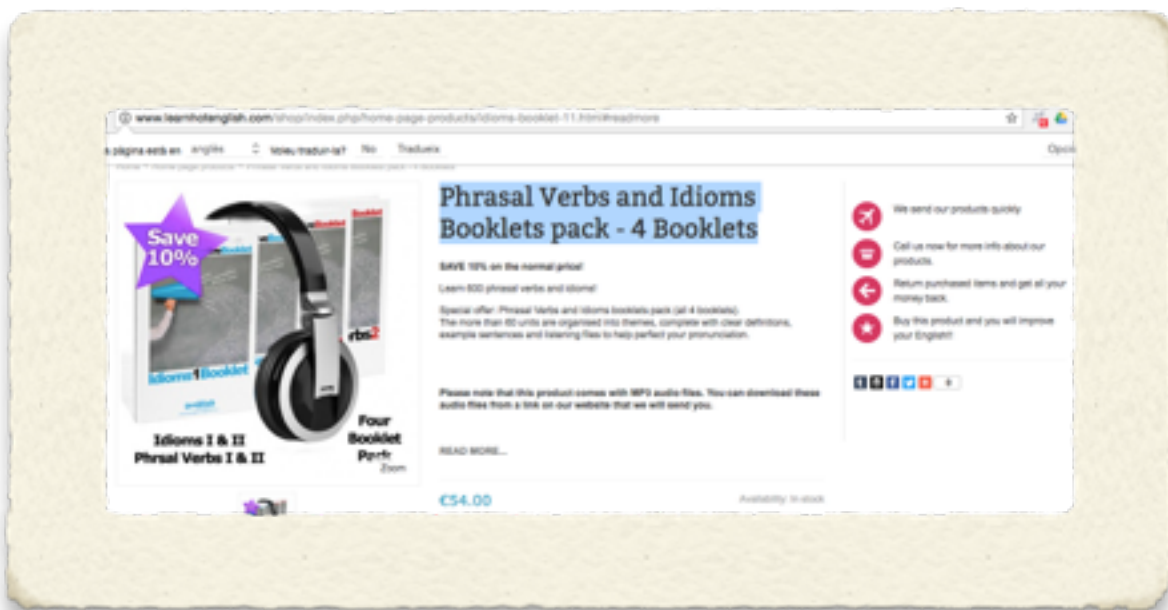 www.learnhotenglish.com/shop/index.php/home-page-products/idioms-booklet-11.html#readmore
a pàgina està en anglès Voleu traduir-la? No Tradueix
Phrasal Verbs and Idioms
Booklets pack - 4 Booklets
SAVE 10% on the normal price!
Learn 600 phrasal verbs and idioms!
Special offer: Phrasal Verbs and Idioms booklets pack (all 4 booklets).
The more than 60 units are organised into themes, complete with clear definitions,
example sentences and listening files to help perfect your pronunciation.
Please note that this product comes with MP3 audio files. You can download these
audio files from a link on our website that we will send you.
READ MORE...
€54.00
Availability: In stock
Save
10%
Booklet
Idioms1Booklet
rbs2
Four
Booklet
Pack
Idioms I & II
Phrsal Verbs I & II
Zoom
We send our products quickly
Call us now for more info about our
products.
Return purchased items and get all your
money back.
Buy this product and you will improve
your English!!
0